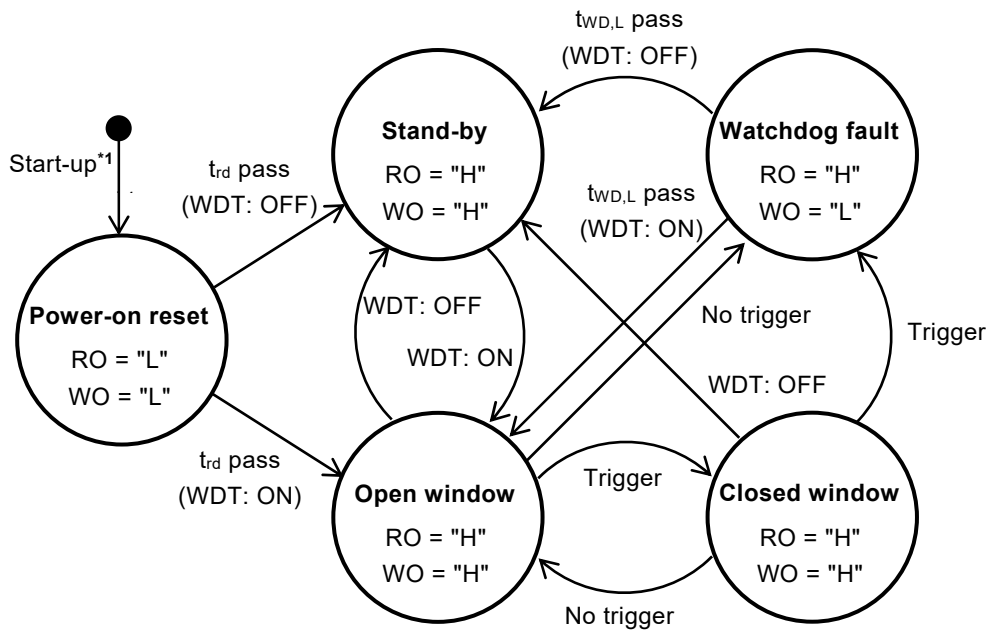 tWD,L pass
(WDT: OFF)
Stand-by
RO = "H"
WO = "H"
Watchdog fault
RO = "H"
WO = "L"
Start-up*1
trd pass
(WDT: OFF)
tWD,L pass
(WDT: ON)
Power-on reset
RO = "L"
WO = "L"
WDT: OFF
WDT: ON
No trigger
Trigger
WDT: OFF
trd pass
(WDT: ON)
Open window
RO = "H"
WO = "H"
Trigger
Closed window
RO = "H"
WO = "H"
No trigger